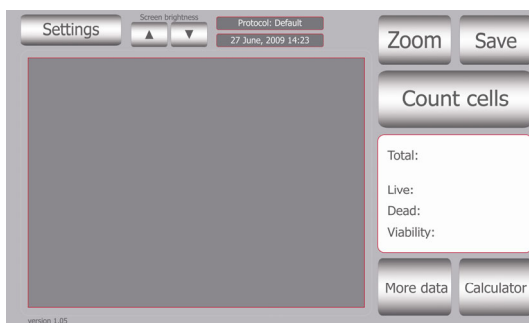 Settings
Screen brightness
▲ ▼
Protocol: Default
27 June, 2009 14:23
Zoom
Save
Count cells
Total:
Live:
Dead:
Viability:
More data
Calculator
version 1.05